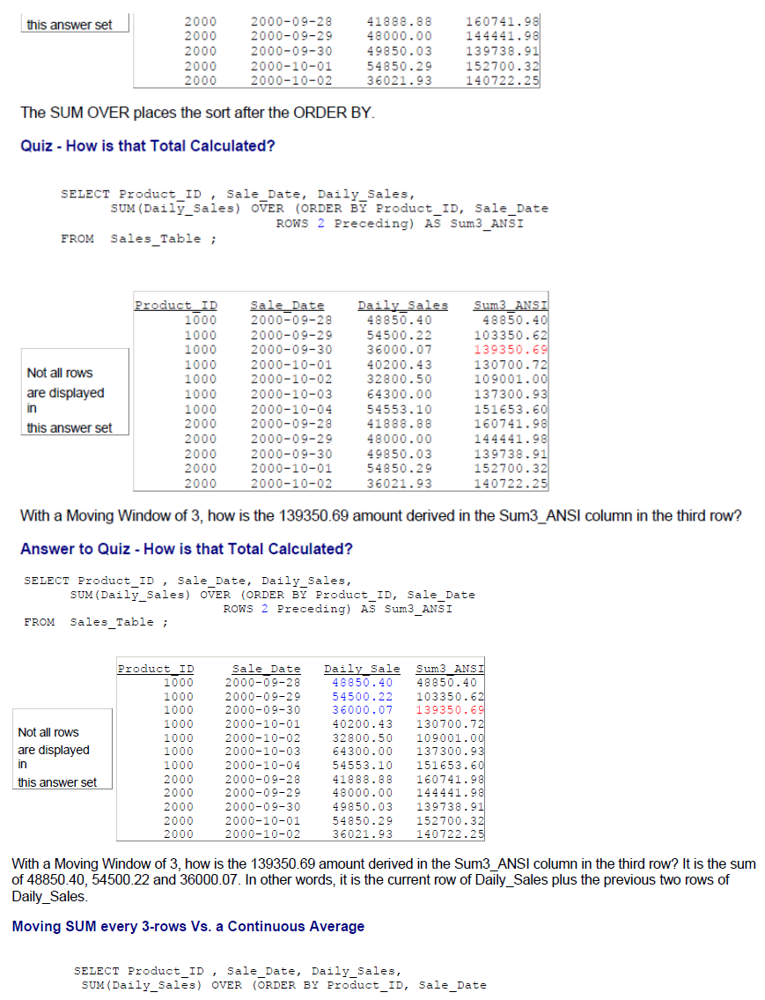 this answer set
2000 2000-09-28 41888.88 160741.98
2000 2000-09-29 48000.00 144441.98
2000 2000-09-30 49850.03 139738.91
2000 2000-10-01 54850.29 152700.32
2000 2000-10-02 36021.93 140722.25
The SUM OVER places the sort after the ORDER BY.
Quiz - How is that Total Calculated?
SELECT Product_ID , Sale_Date, Daily_Sales,
SUM(Daily_Sales) OVER (ORDER BY Product_ID, Sale_Date
ROWS 2 Preceding) AS Sum3_ANSI
FROM Sales_Table ;
Product_ID Sale_Date Daily_Sales Sum3_ANSI
1000 2000-09-28 48850.40 48850.40
1000 2000-09-29 54500.22 103350.62
1000 2000-09-30 36000.07 139350.69
1000 2000-10-01 40200.43 130700.72
1000 2000-10-02 32800.50 109001.00
1000 2000-10-03 64300.00 137300.93
1000 2000-10-04 54553.10 151653.60
2000 2000-09-28 41888.88 160741.98
2000 2000-09-29 48000.00 144441.98
2000 2000-09-30 49850.03 139738.91
2000 2000-10-01 54850.29 152700.32
2000 2000-10-02 36021.93 140722.25
Not all rows
are displayed
in
this answer set
With a Moving Window of 3, how is the 139350.69 amount derived in the Sum3_ANSI column in the third row?
Answer to Quiz - How is that Total Calculated?
SELECT Product_ID , Sale_Date, Daily_Sales,
SUM(Daily_Sales) OVER (ORDER BY Product_ID, Sale_Date
ROWS 2 Preceding) AS Sum3_ANSI
FROM Sales_Table ;
Product_ID Sale_Date Daily_Sale Sum3_ANSI
1000 2000-09-28 48850.40 48850.40
1000 2000-09-29 54500.22 103350.62
1000 2000-09-30 36000.07 139350.69
1000 2000-10-01 40200.43 130700.72
1000 2000-10-02 32800.50 109001.00
1000 2000-10-03 64300.00 137300.93
1000 2000-10-04 54553.10 151653.60
2000 2000-09-28 41888.88 160741.98
2000 2000-09-29 48000.00 144441.98
2000 2000-09-30 49850.03 139738.91
2000 2000-10-01 54850.29 152700.32
2000 2000-10-02 36021.93 140722.25
Not all rows
are displayed
in
this answer set
With a Moving Window of 3, how is the 139350.69 amount derived in the Sum3_ANSI column in the third row? It is the sum
of 48850.40, 54500.22 and 36000.07. In other words, it is the current row of Daily_Sales plus the previous two rows of
Daily_Sales.
Moving SUM every 3-rows Vs. a Continuous Average
SELECT Product_ID , Sale_Date, Daily_Sales,
SUM(Daily_Sales) OVER (ORDER BY Product_ID, Sale_Date